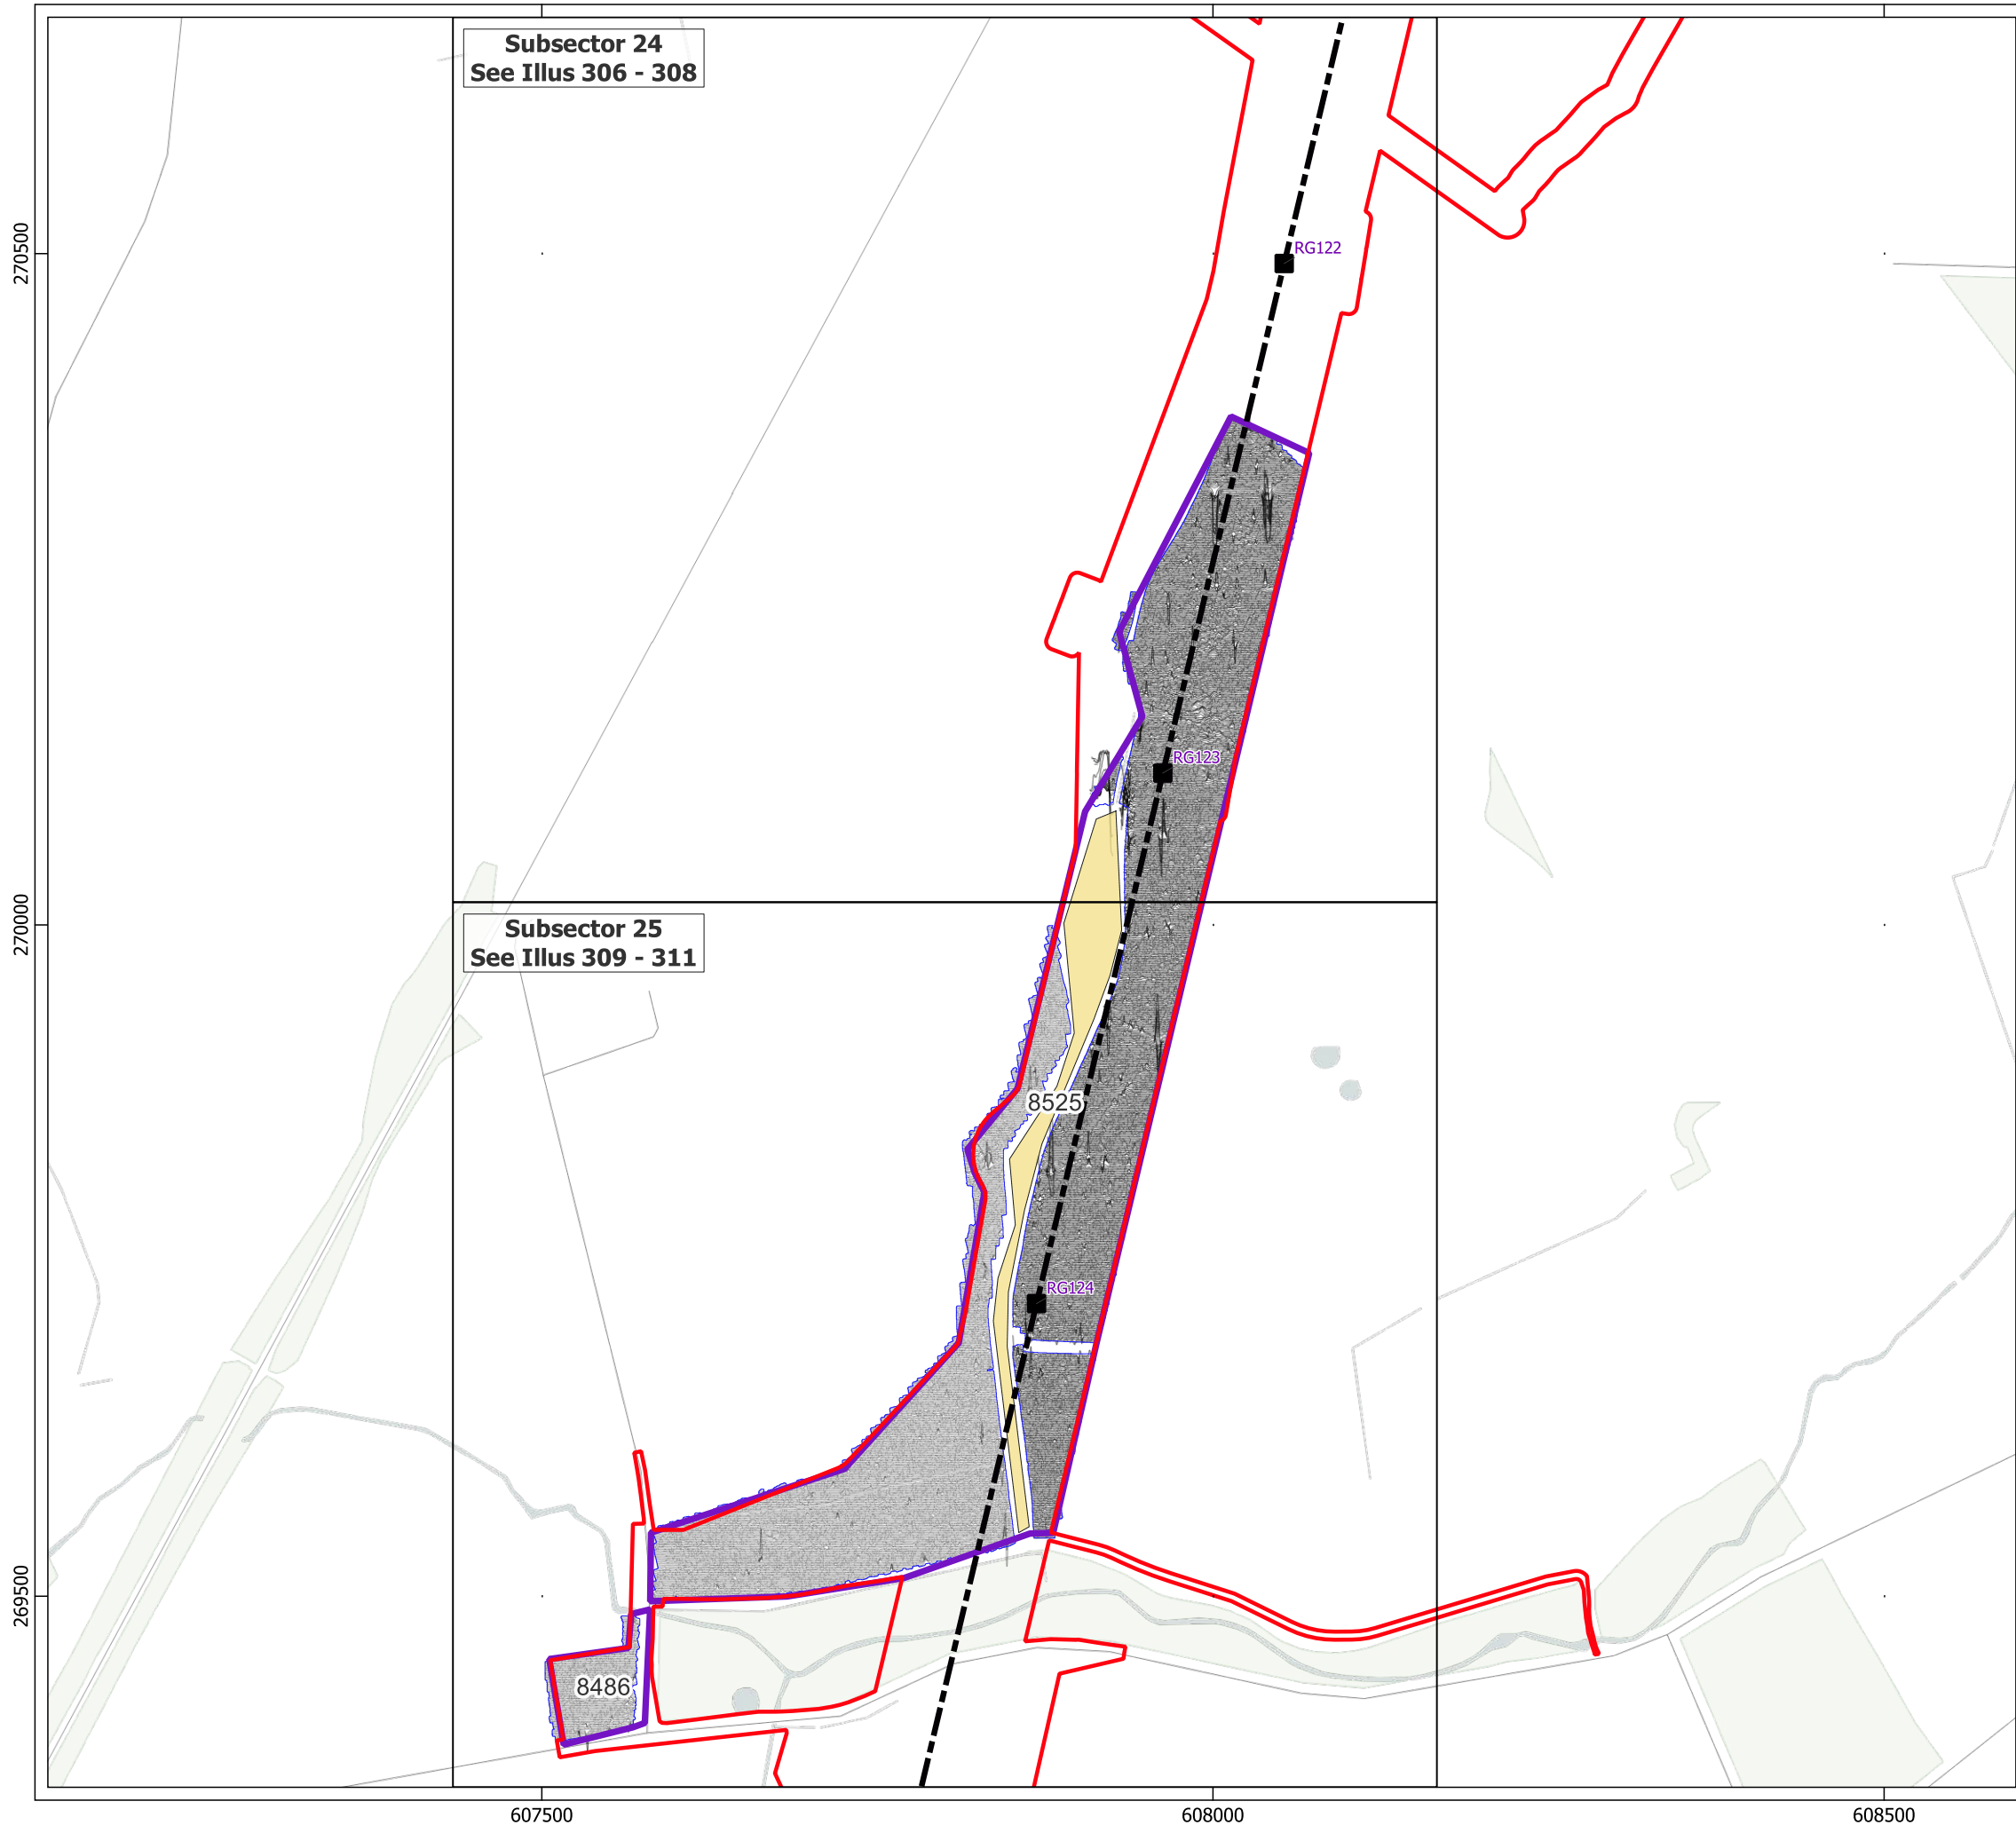 Subsector 24
See Illus 306 - 308
270500
RG122
RG123
270000
Subsector 25
See Illus 309 - 311
8525
RG124
269500
8486
607500
608000
608500